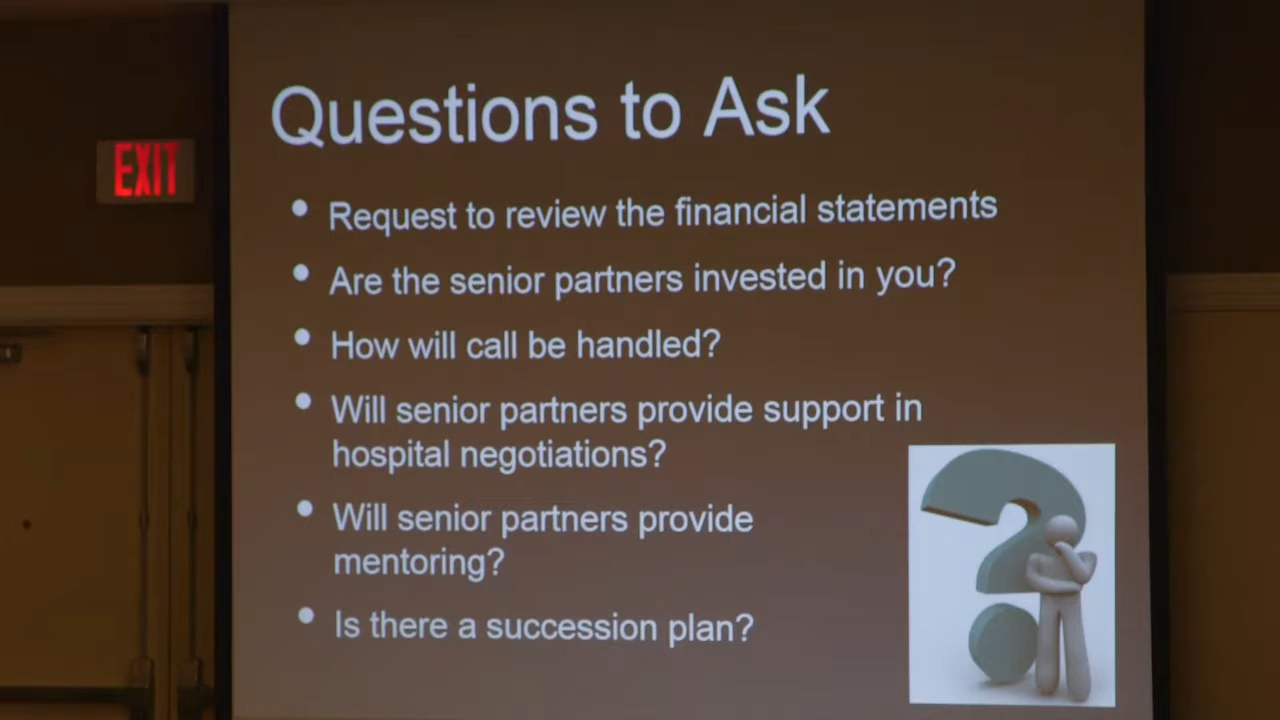 Questions to Ask
EXIT
• Request to review the financial statements
• Are the senior partners invested in you?
• How will call be handled?
• Will senior partners provide support in
hospital negotiations?
• Will senior partners provide
mentoring?
• Is there a succession plan?